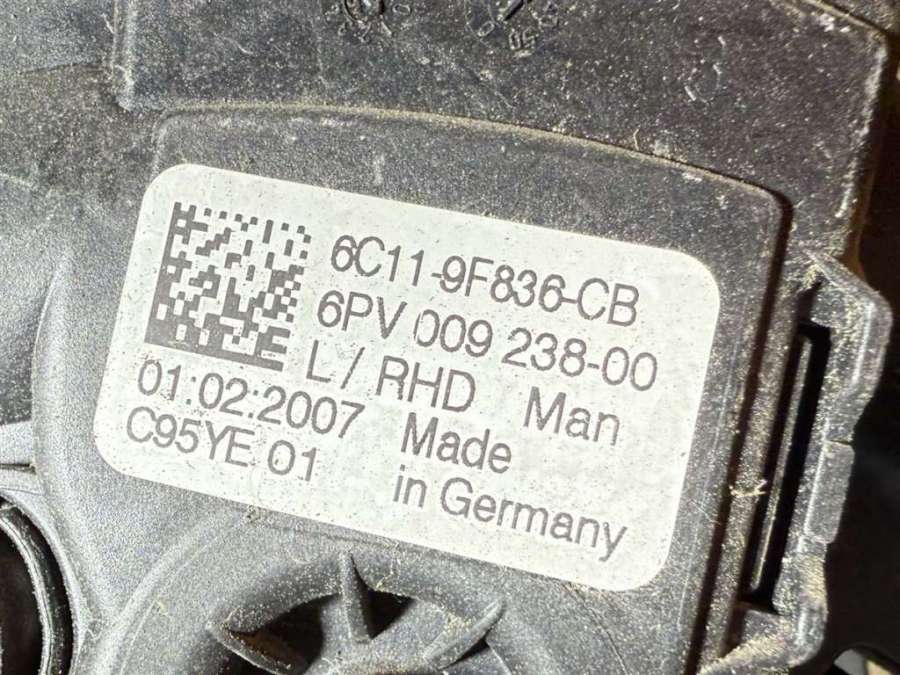 6C11-9F836-CB
6PV 009 238-00
L / RHD Man
01:02:2007 Made
C95YE 01 in Germany